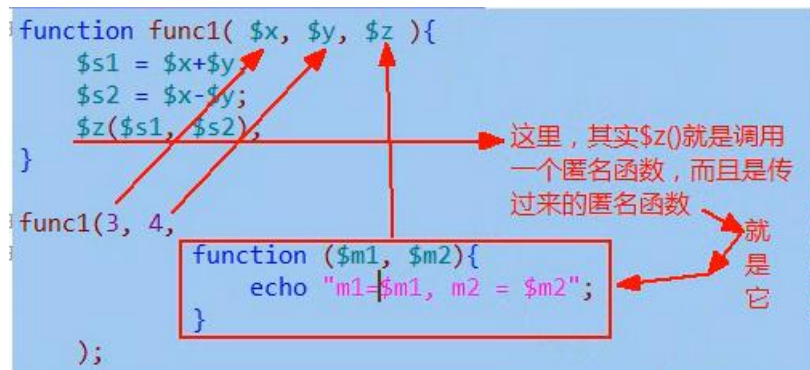 function func1( $x, $y, $z ){
$s1 = $x+$y;
$s2 = $x-$y;
$z($s1, $s2);
}
这里，其实$z()就是调用
一个匿名函数，而且是传
过来的匿名函数
就
是
它
func1(3, 4,
function ($m1, $m2){
echo "m1=$m1, m2 = $m2";
}
);